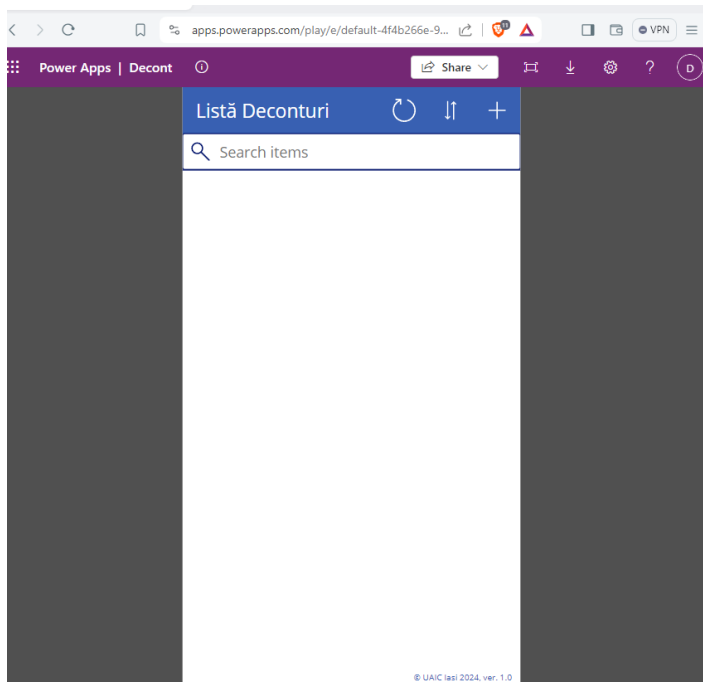 apps.powerapps.com/play/e/default-4f4b266e-9...
11
VPN
Power Apps | Decont
Share
?
D
Listă Deconturi
Search items
© UAIC Iasi 2024, ver. 1.0